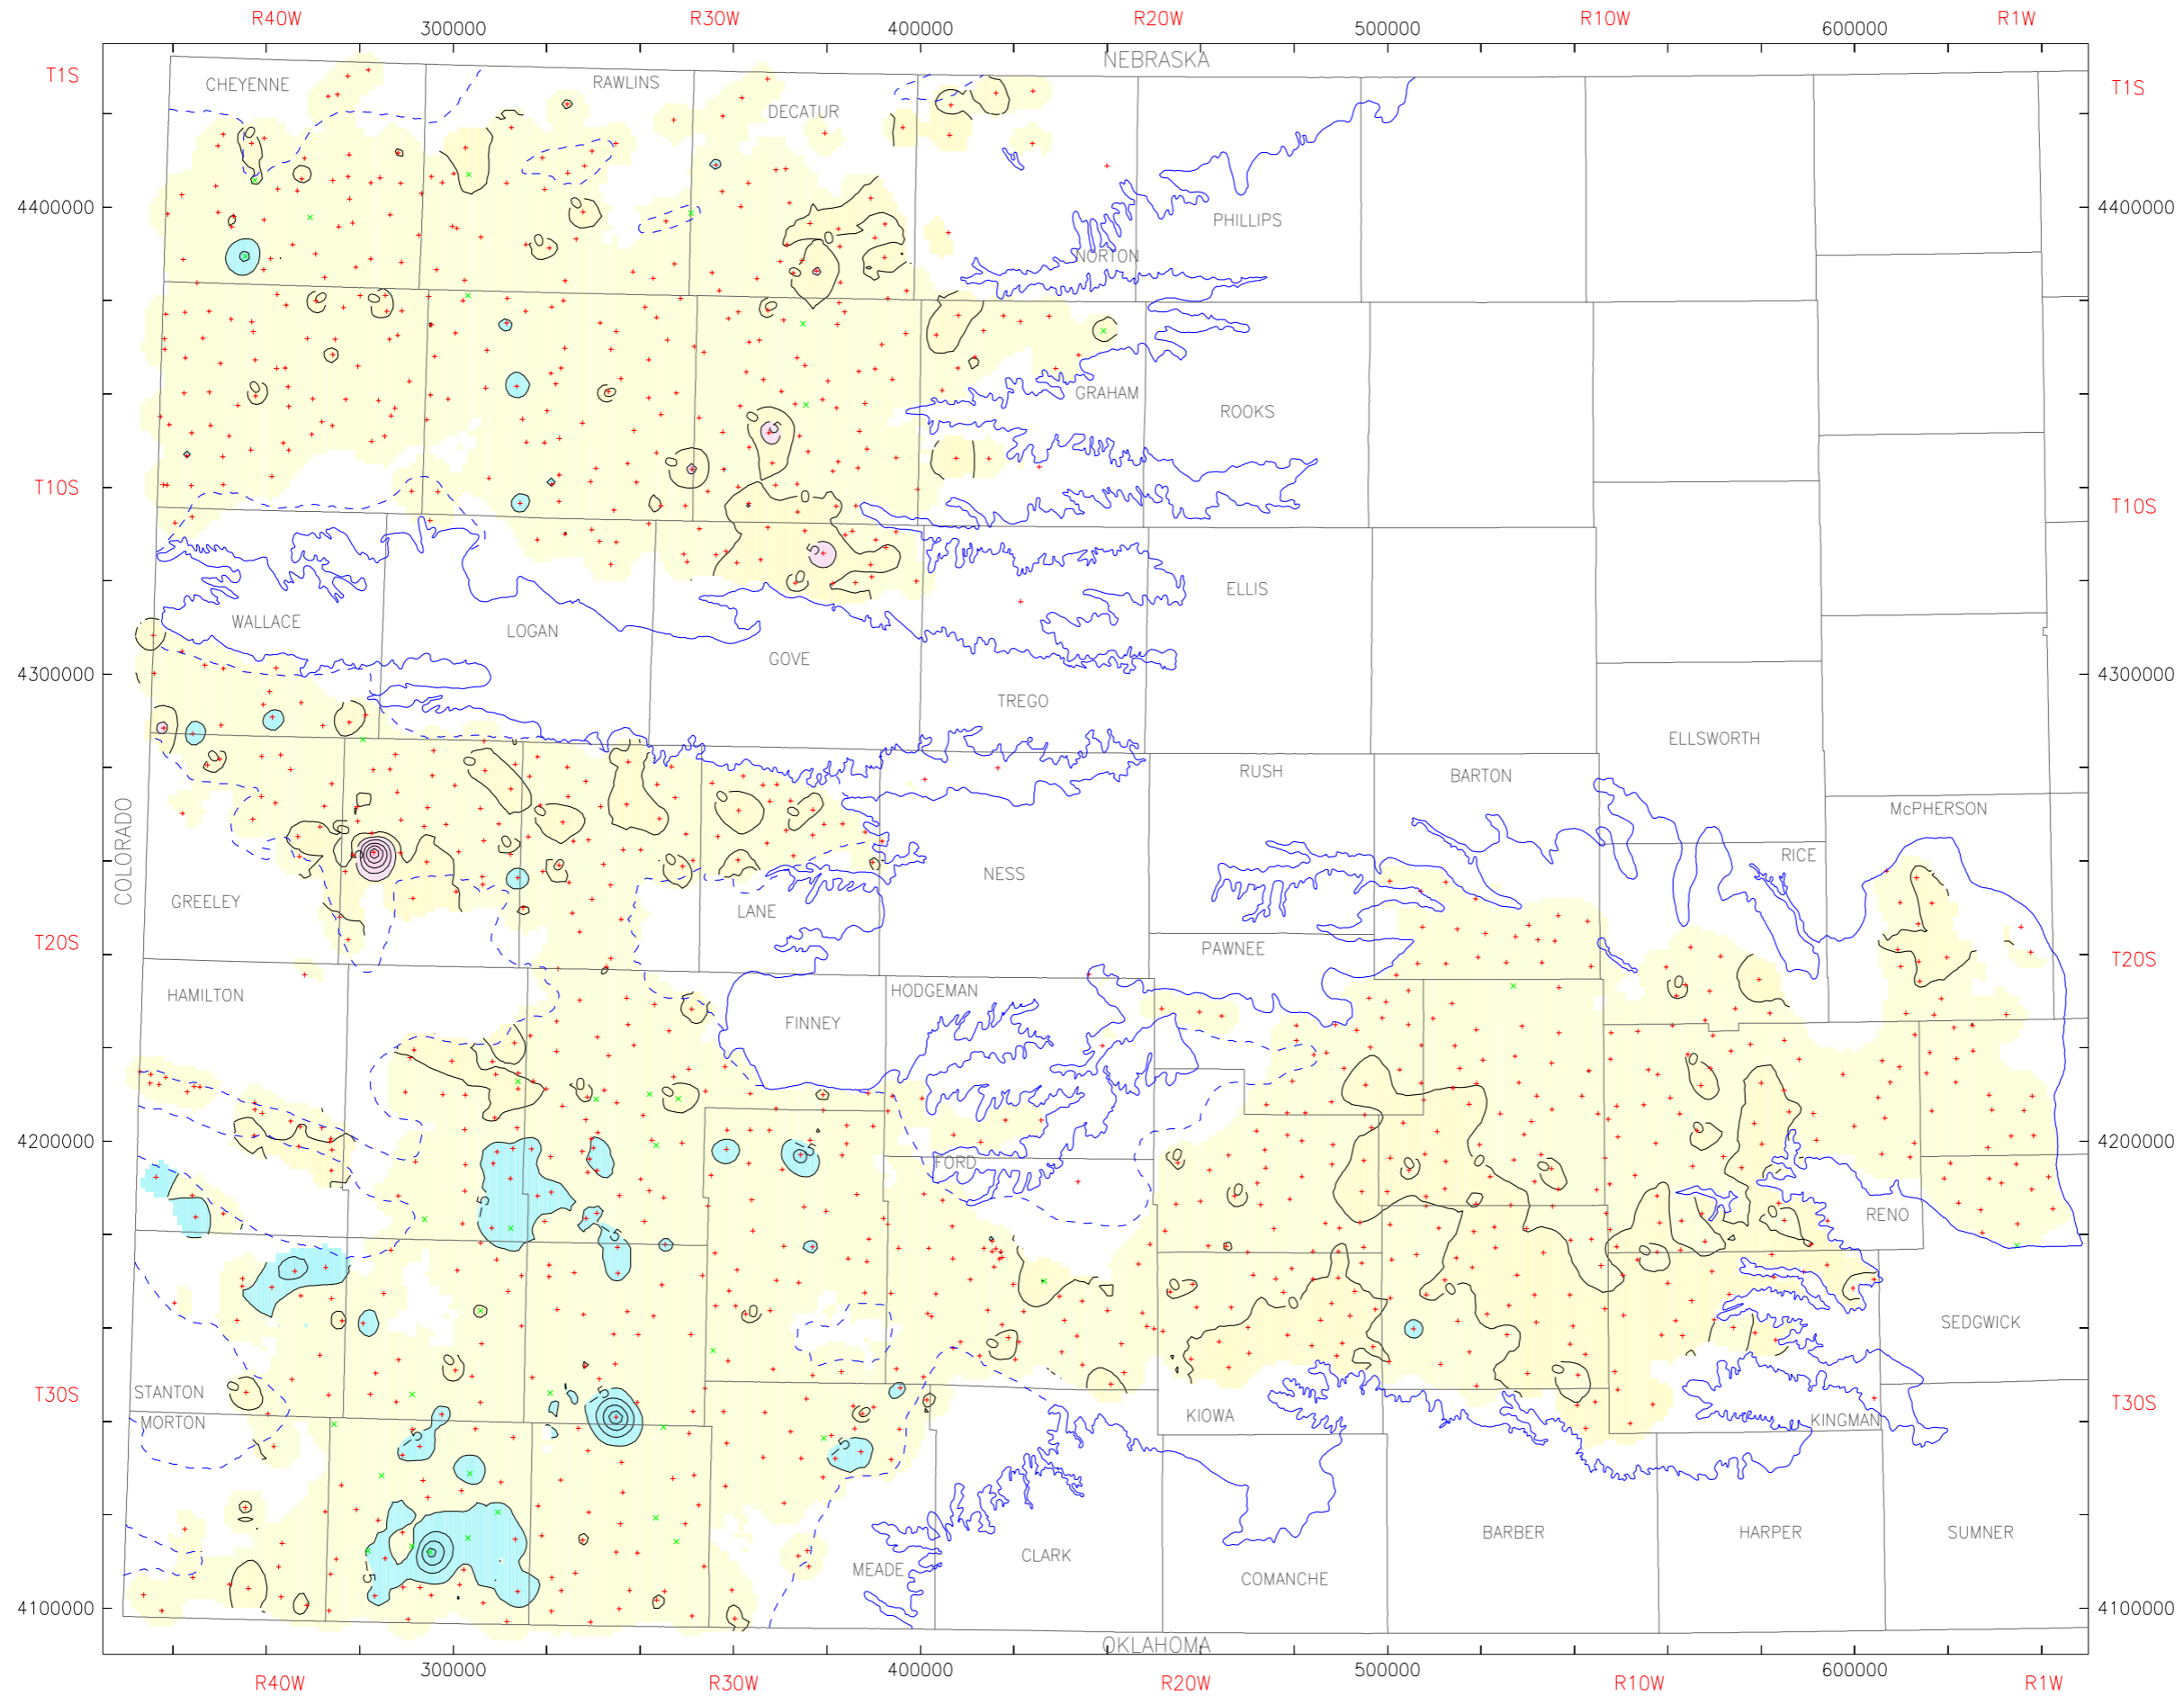 R40W R30W R20W R10W R1W
300000 400000 500000 600000
NEBRASKA
T1S CHEYENNE RAWLINS DECATUR T1S
4400000 PHILLIPS 4400000
NORTON
GRAHAM
ROOKS
T10S T10S
ELLIS
WALLACE LOGAN
GOVE
4300000 4300000
TREGO
ELLSWORTH
RUSH BARTON
McPHERSON
COLORADO
RICE
GREELEY NESS
LANE
T20S PAWNEE T20S
HAMILTON HODGEMAN
FINNEY
4200000 4200000
FORD
RENO
SEDGWICK
STANTON
T30S T30S
MORTON KIOWA KINGMAN
BARBER HARPER SUMNER
CLARK
MEADE
COMANCHE
4100000 4100000
OKLAHOMA
300000 400000 500000 600000
R40W R30W R20W R10W R1W